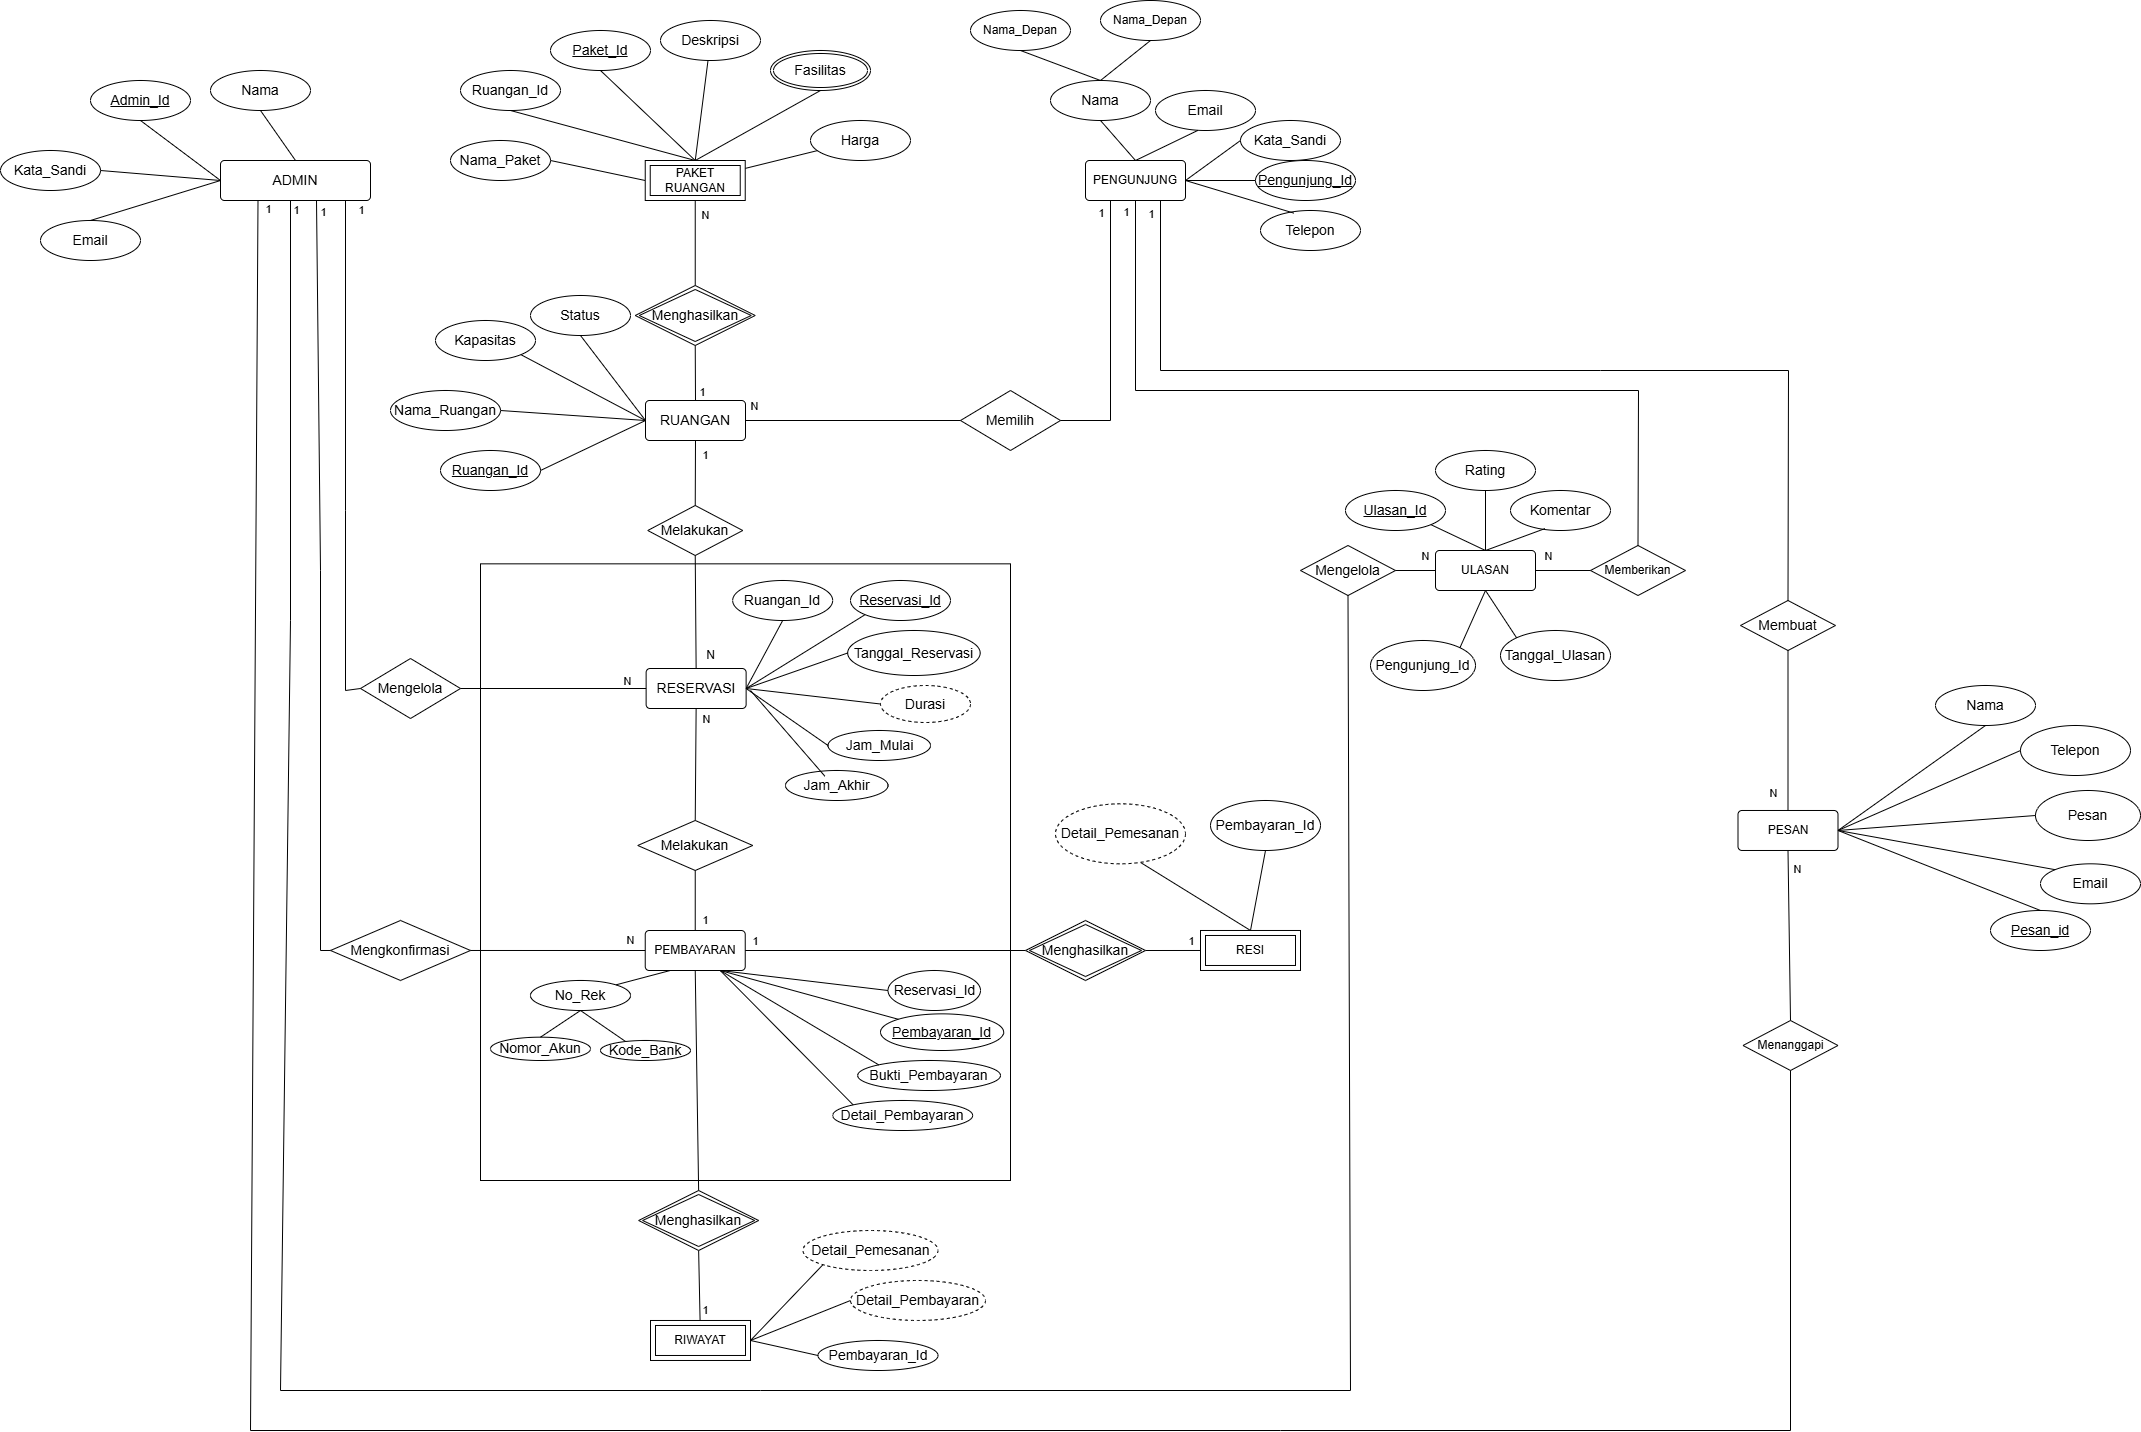 Nama_Depan
Nama_Depan
Deskripsi
Paket_Id
Fasilitas
Nama
Ruangan_Id
Admin_Id
Nama
Email
Kata_Sandi
Harga
Nama_Paket
Kata_Sandi
ADMIN
PAKET
RUANGAN
PENGUNJUNG
Pengunjung_Id
Telepon
Email
1
1
1
1
N
1
1
1
Menghasilkan
Status
Kapasitas
Nama_Ruangan
1
N
RUANGAN
Memilih
Ruangan_Id
1
Rating
Ulasan_Id
Komentar
Melakukan
Mengelola
N
ULASAN
N
Memberikan
Ruangan_Id
Reservasi_Id
Membuat
Tanggal_Reservasi
N
Pengunjung_Id
Tanggal_Ulasan
Mengelola
N
RESERVASI
Durasi
N
Jam_Mulai
Jam_Akhir
Nama
Telepon
N
Pesan
PESAN
Detail_Pemesanan
Pembayaran_Id
Melakukan
N
Email
Pesan_id
1
Mengkonfirmasi
N
PEMBAYARAN
1
Menghasilkan
1
RESI
Reservasi_Id
No_Rek
Pembayaran_Id
Nomor_Akun
Kode_Bank
Menanggapi
Bukti_Pembayaran
Detail_Pembayaran
Menghasilkan
Detail_Pemesanan
Detail_Pembayaran
1
RIWAYAT
Pembayaran_Id